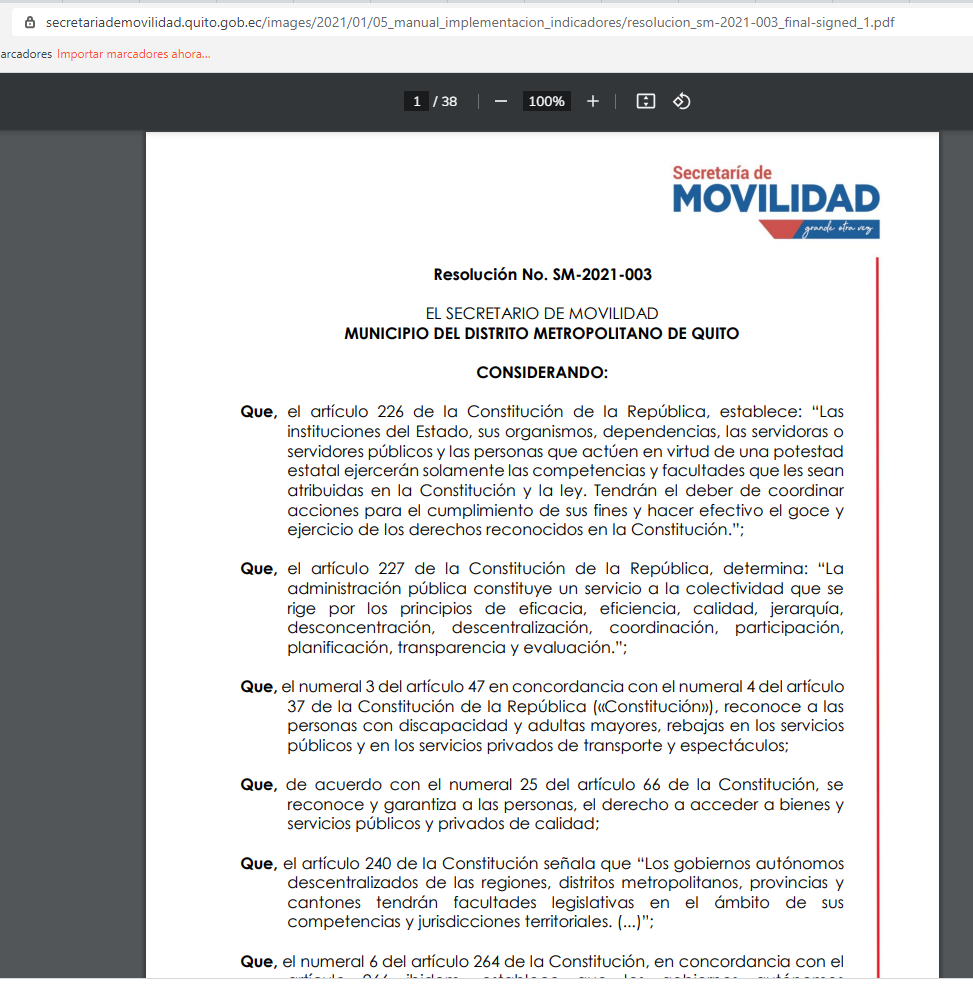 secretariademovilidad.quito.gob.ec/images/2021/01/05_manual_implementacion_indicadores/resolucion_sm-2021-003_final-signed_1.pdf
arcadores Importar marcadores ahora...
1 / 38 100%
Secretaría de
MOVILIDAD
grande otra vez
Resolución No. SM-2021-003
EL SECRETARIO DE MOVILIDAD
MUNICIPIO DEL DISTRITO METROPOLITANO DE QUITO
CONSIDERANDO:
Que, el artículo 226 de la Constitución de la República, establece: “Las
instituciones del Estado, sus organismos, dependencias, las servidoras o
servidores públicos y las personas que actúen en virtud de una potestad
estatal ejercerán solamente las competencias y facultades que les sean
atribuidas en la Constitución y la ley. Tendrán el deber de coordinar
acciones para el cumplimiento de sus fines y hacer efectivo el goce y
ejercicio de los derechos reconocidos en la Constitución.”;
Que, el artículo 227 de la Constitución de la República, determina: “La
administración pública constituye un servicio a la colectividad que se
rige por los principios de eficacia, eficiencia, calidad, jerarquía,
desconcentración, descentralización, coordinación, participación,
planificación, transparencia y evaluación.”;
Que, el numeral 3 del artículo 47 en concordancia con el numeral 4 del artículo
37 de la Constitución de la República («Constitución»), reconoce a las
personas con discapacidad y adultas mayores, rebajas en los servicios
públicos y en los servicios privados de transporte y espectáculos;
Que, de acuerdo con el numeral 25 del artículo 66 de la Constitución, se
reconoce y garantiza a las personas, el derecho a acceder a bienes y
servicios públicos y privados de calidad;
Que, el artículo 240 de la Constitución señala que “Los gobiernos autónomos
descentralizados de las regiones, distritos metropolitanos, provincias y
cantones tendrán facultades legislativas en el ámbito de sus
competencias y jurisdicciones territoriales. (...)”;
Que, el numeral 6 del artículo 264 de la Constitución, en concordancia con el